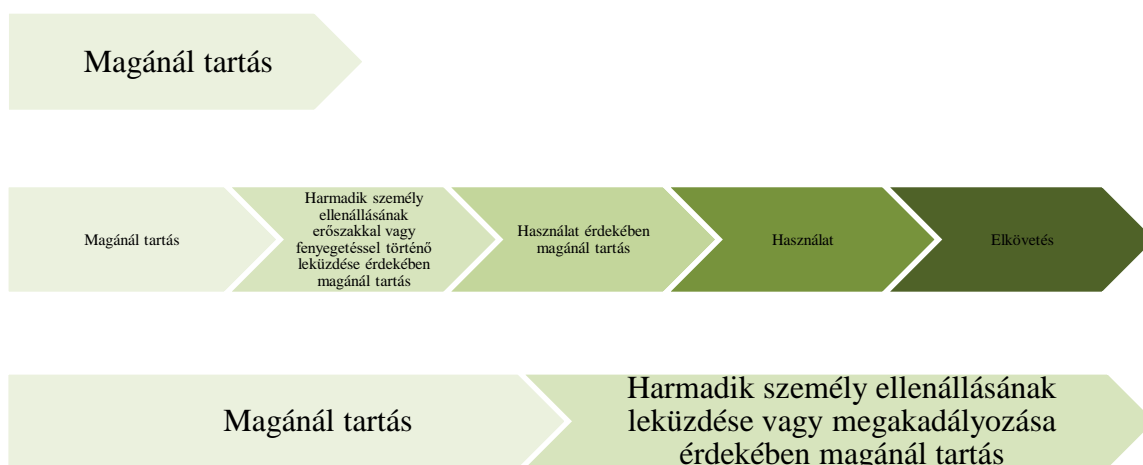 Magánál tartás
Magánál tartás
Harmadik személy
ellenállásának
erőszakkal vagy
fenyegetéssel történő
leküzdése érdekében
magánál tartás
Használat érdekében
magánál tartás
Használat
Elkövetés
Magánál tartás
Harmadik személy ellenállásának
leküzdése vagy megakadályozása
érdekében magánál tartás